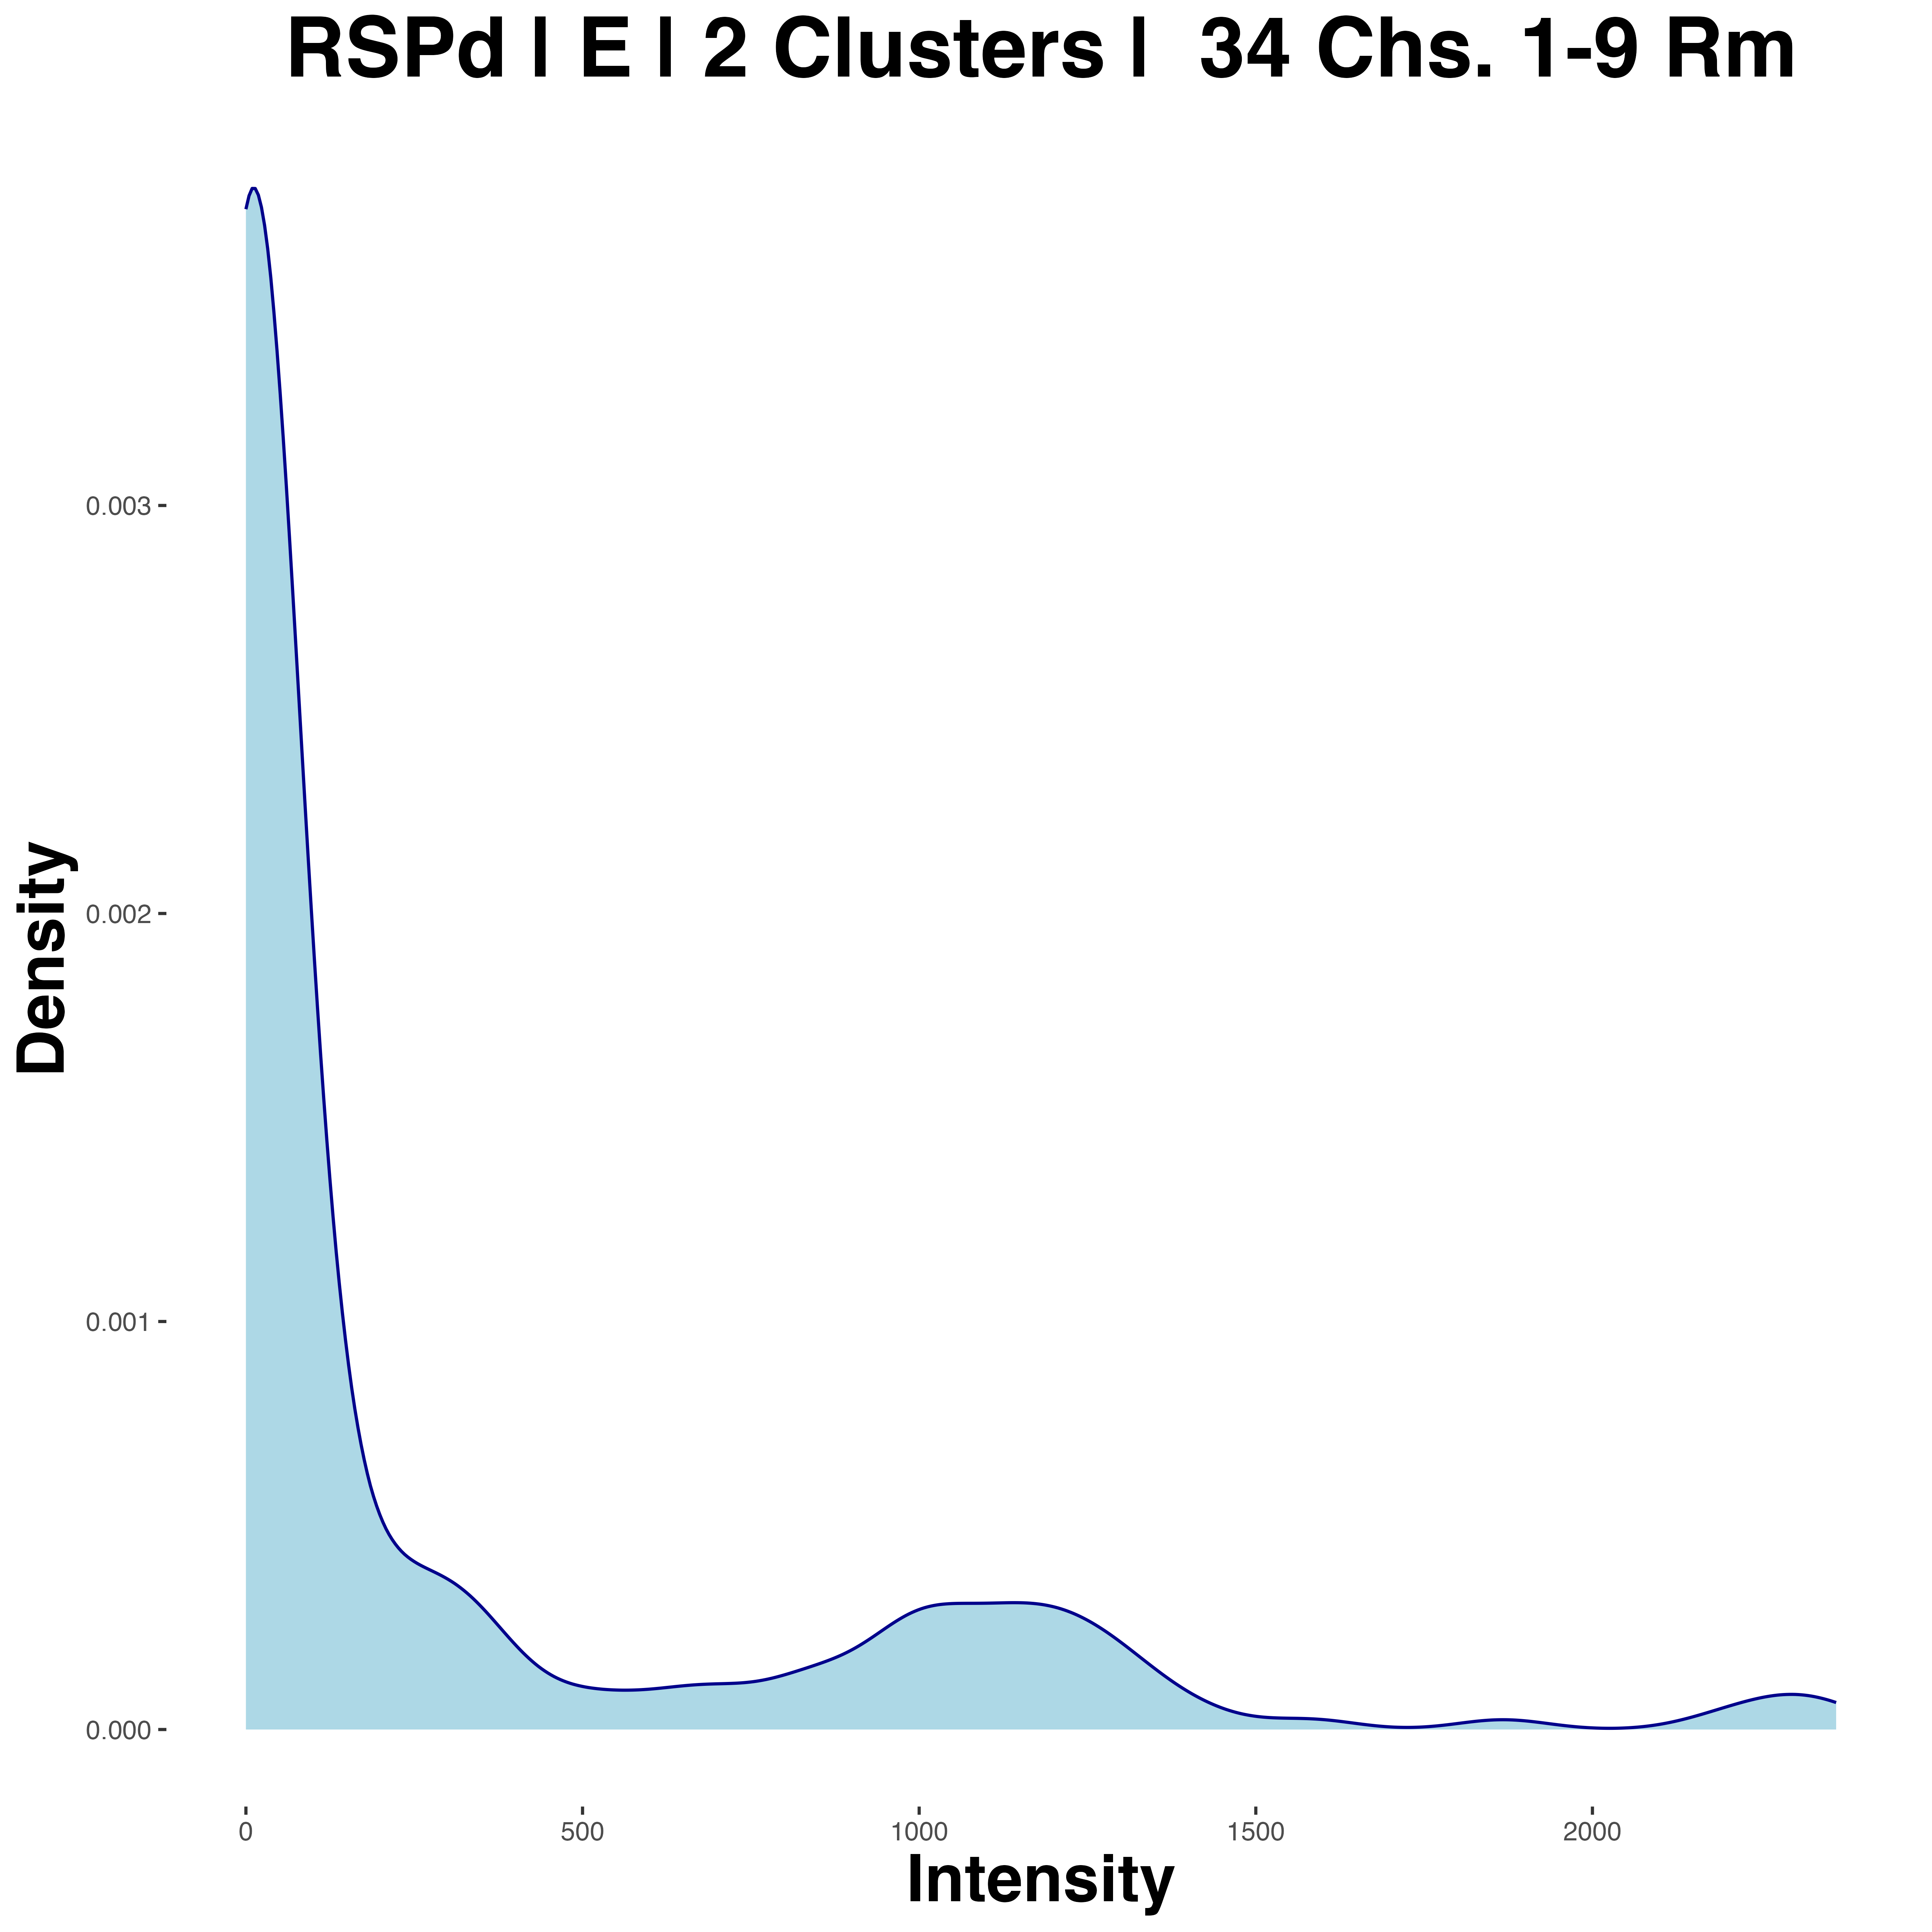 RSPd | E | 2 Clusters |  34 Chs. 1-9 Rm
Density
0.003
0.002
0.001
0.000
0 500 1000 1500 2000
Intensity